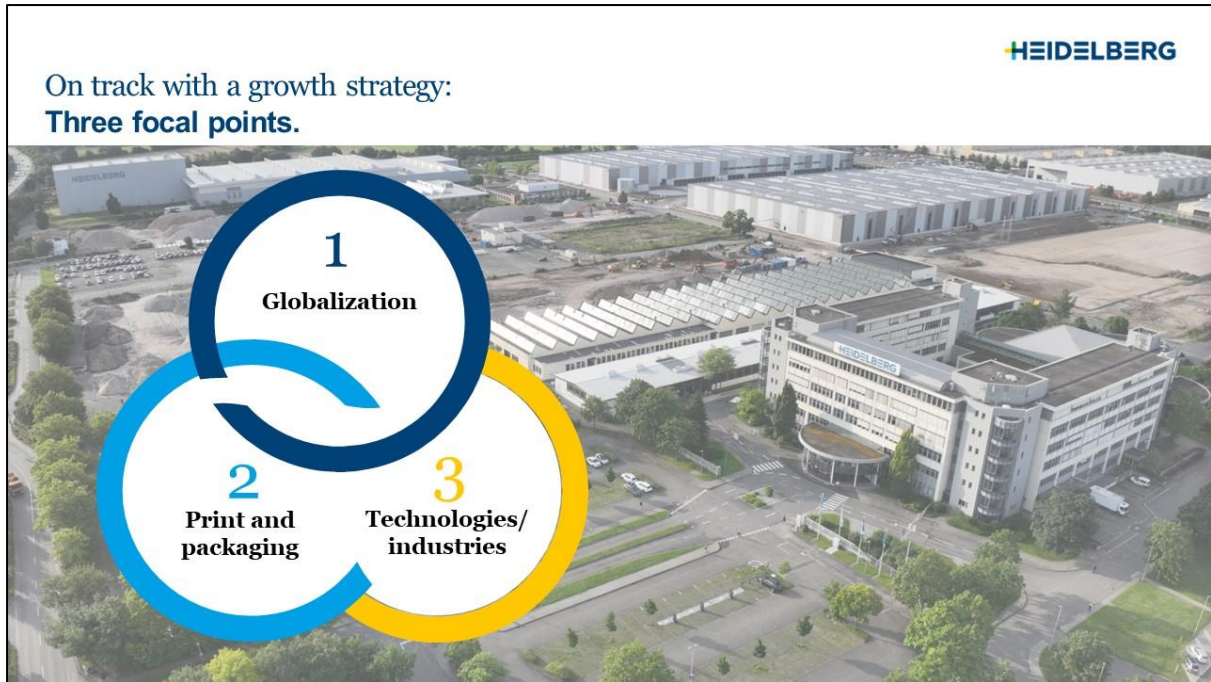 HEIDELBERG
On track with a growth strategy:
Three focal points.
HEIDELBERG
1
Globalization
HEIDELBERG
2
Print and
packaging
3
Technologies/
industries